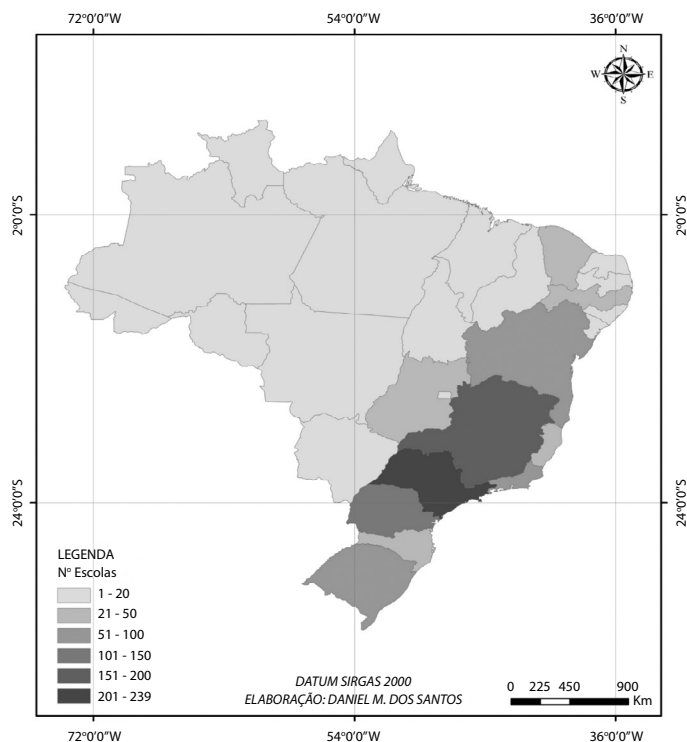 72°0'0"W 54°0'0"W 36°0'0"W
N
W E
S
2°0'0"S 2°0'0"S
24°0'0"S 24°0'0"S
LEGENDA
Nº Escolas
1 - 20
21 - 50
51 - 100
101 - 150
151 - 200
201 - 239
DATUM SIRGAS 2000
ELABORAÇÃO: DANIEL M. DOS SANTOS
0 225 450 900
Km
72°0'0"W 54°0'0"W 36°0'0"W